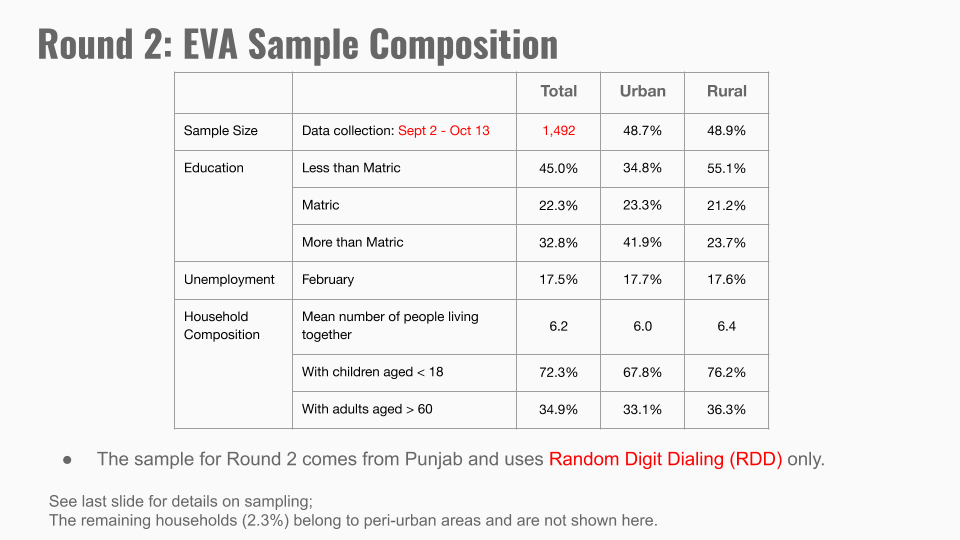 Round 2: EVA Sample Composition
Total Urban Rural
Sample Size Data collection: Sept 2 - Oct 13 1,492 48.7% 48.9%
Education Less than Matric 45.0% 34.8% 55.1%
Matric 22.3% 23.3% 21.2%
More than Matric 32.8% 41.9% 23.7%
Unemployment February 17.5% 17.7% 17.6%
Household Mean number of people living
Composition together 6.2 6.0 6.4
With children aged < 18 72.3% 67.8% 76.2%
With adults aged > 60 34.9% 33.1% 36.3%
● The sample for Round 2 comes from Punjab and uses Random Digit Dialing (RDD) only.
See last slide for details on sampling;
The remaining households (2.3%) belong to peri-urban areas and are not shown here.